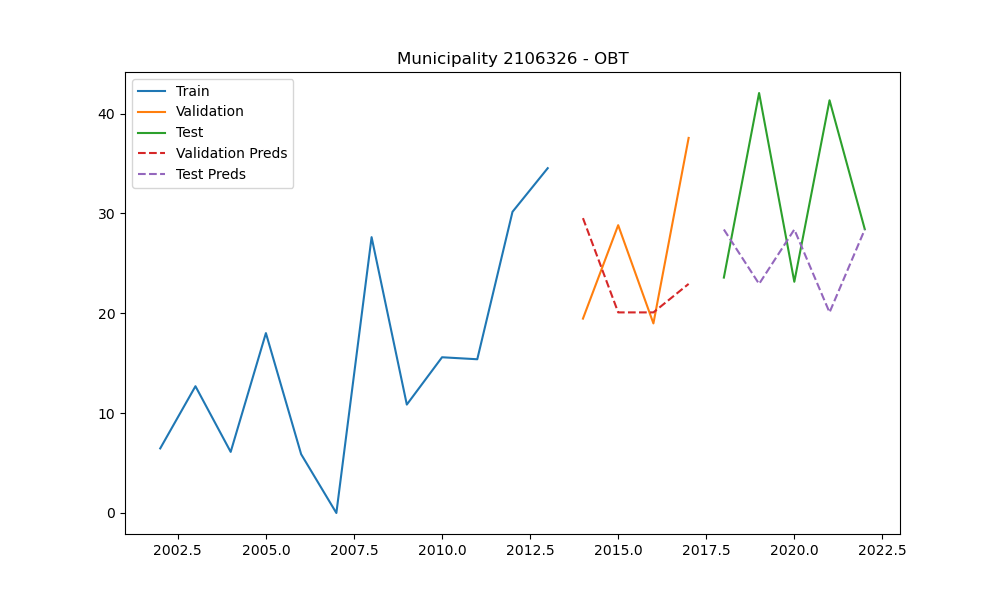 Municipality 2106326 - OBT
Train
Validation
Test
Validation Preds
Test Preds
40
30
20
10
0
2002.5 2005.0 2007.5 2010.0 2012.5 2015.0 2017.5 2020.0 2022.5